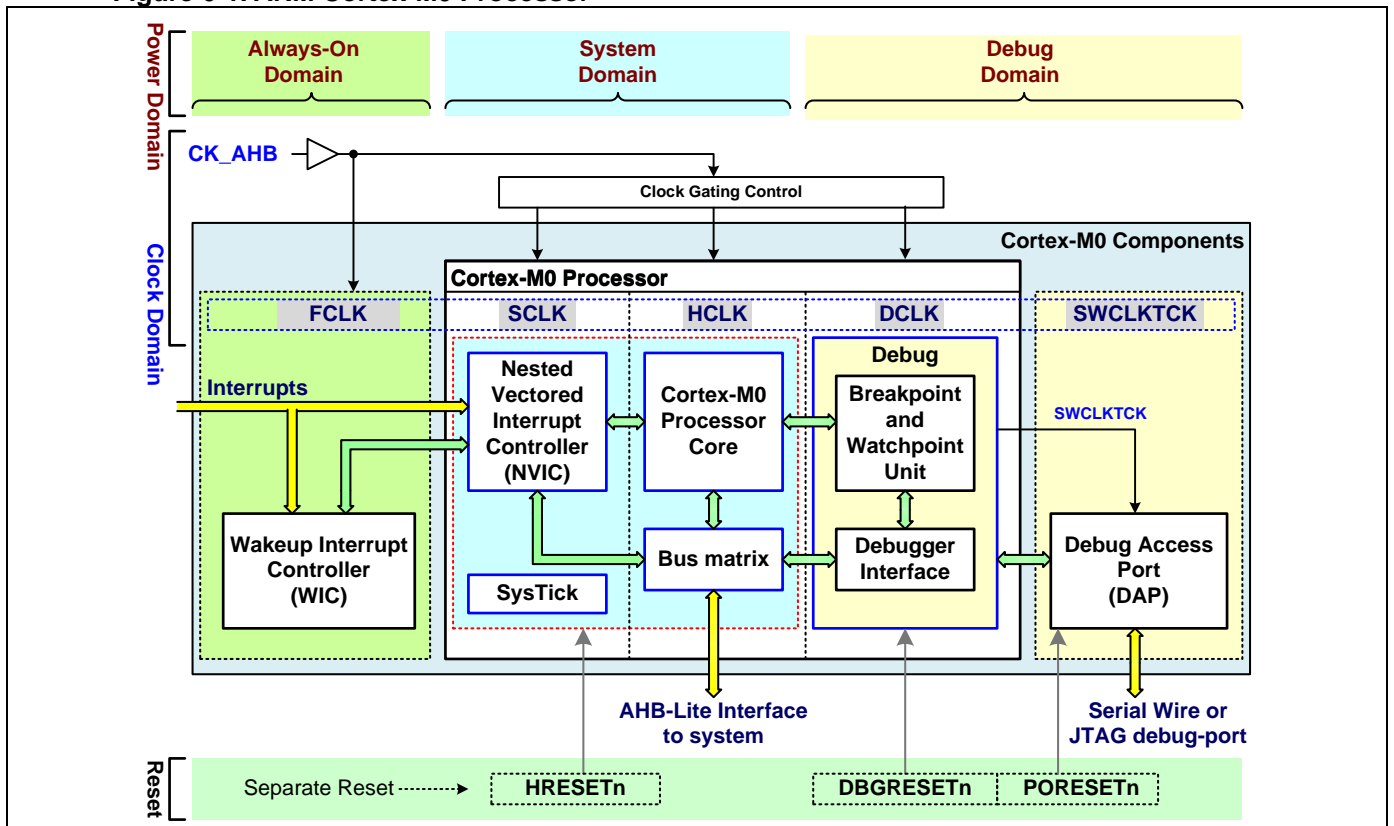 Power Domain
Always-On
Domain
System
Domain
Debug
Domain
Clock Domain
CK_AHB
Clock Gating Control
Cortex-M0 Components
Cortex-M0 Processor
FCLK
SCLK
HCLK
DCLK
SWCLKTCK
Interrupts
Nested
Vectored
Interrupt
Controller
(NVIC)
Cortex-M0
Processor
Core
Debug
Breakpoint
and
Watchpoint
Unit
SWCLKTCK
Wakeup Interrupt
Controller
(WIC)
SysTick
Bus matrix
Debugger
Interface
Debug Access
Port
(DAP)
AHB-Lite Interface
to system
Serial Wire or
JTAG debug-port
Reset
Separate Reset
HRESETn
DBGRESETn
PORESETn